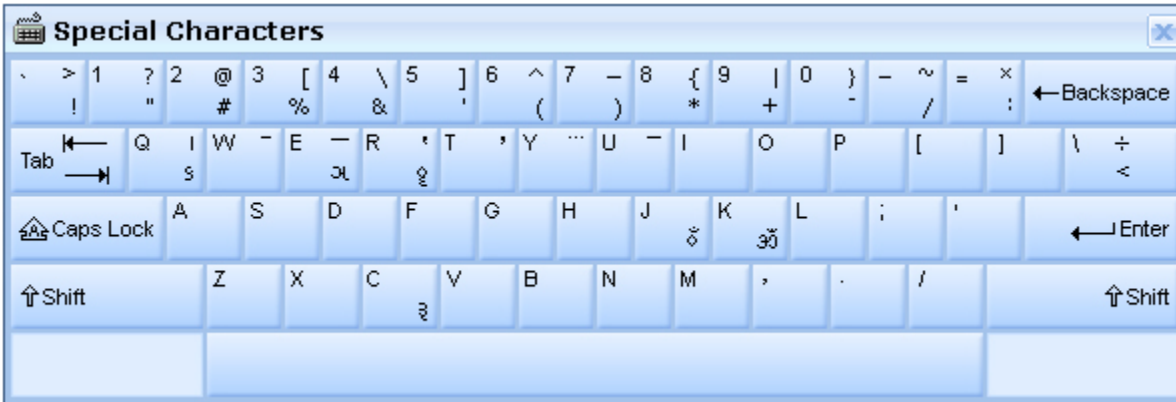 Special Characters
` > ! 1 ? " 2 @ # 3 [ % 4 \ & 5 ] ' 6 ^ ( 7 – ) 8 { * 9 | + 0 } - − ~ / = × : ←Backspace
Tab Q W E — R T ’ Y … U I O P [ ] \ ÷ <
Caps Lock A S D F G H J K L ; ' Enter
Shift Z X C V B N M , . / Shift